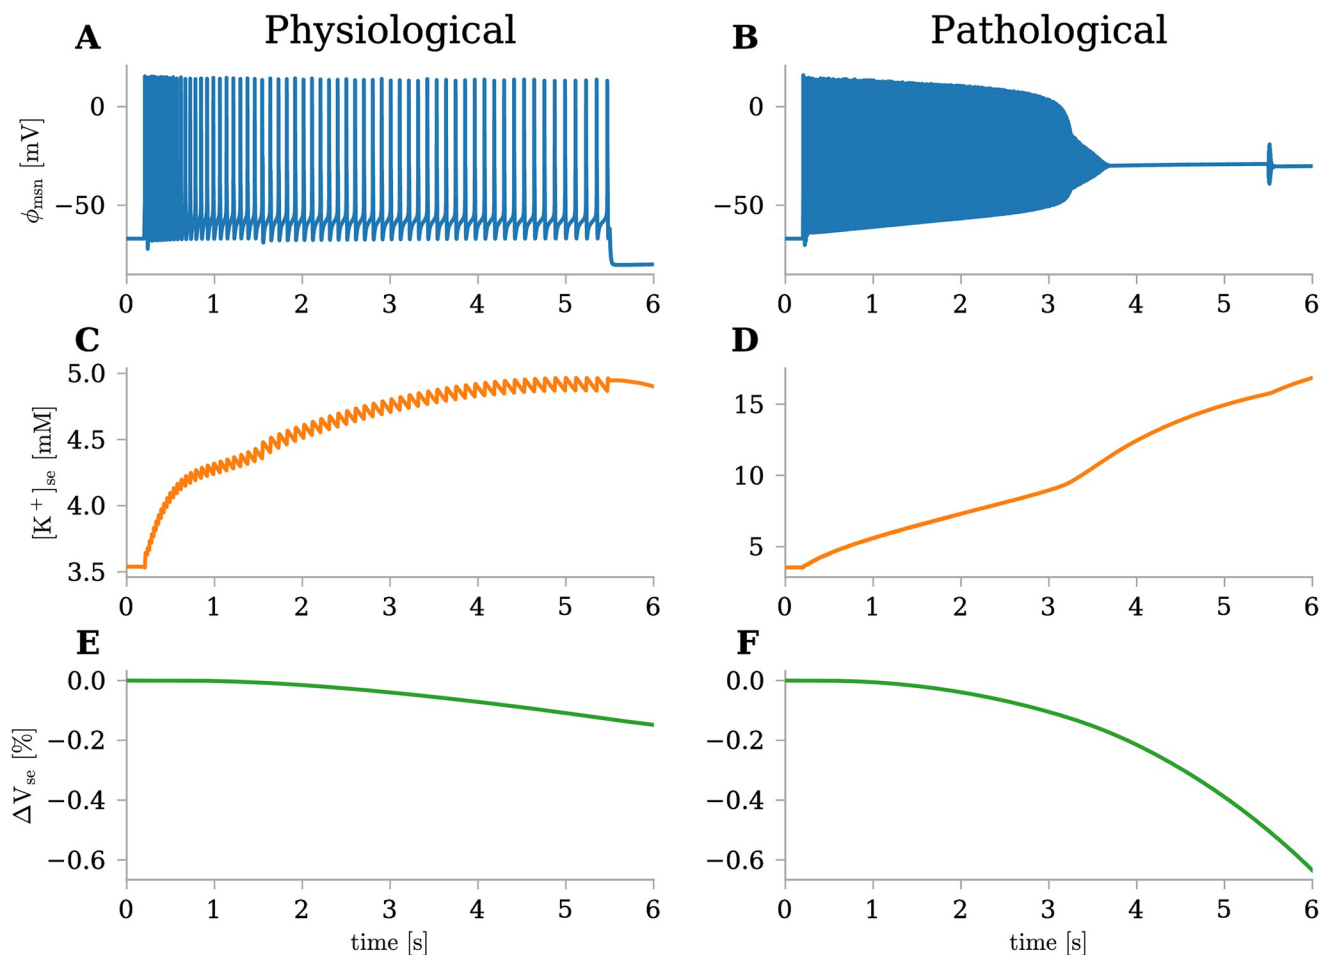 A Physiological
B Pathological
ϕmsn [mV]
0
−50
0 1 2 3 4 5 6
0
−50
0 1 2 3 4 5 6
C
[K+]se [mM]
5.0
4.5
4.0
3.5
0 1 2 3 4 5 6
D
15
10
5
0 1 2 3 4 5 6
E
ΔVse [%]
0.0
−0.2
−0.4
−0.6
0 1 2 3 4 5 6
time [s]
F
0.0
−0.2
−0.4
−0.6
0 1 2 3 4 5 6
time [s]